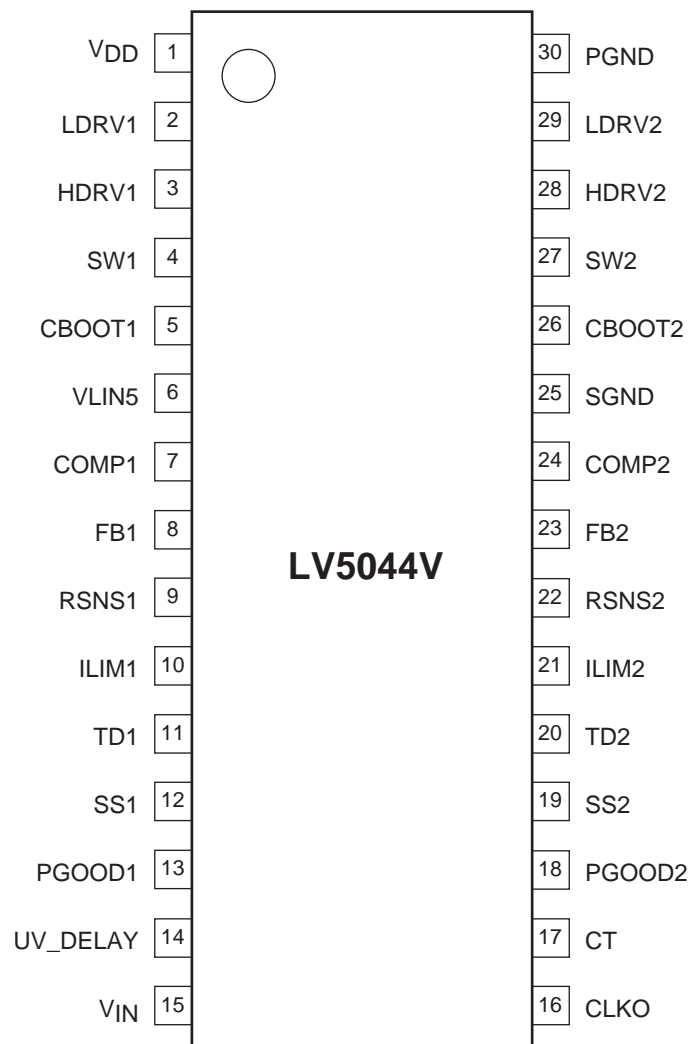 VDD 1 30 PGND
LDRV1 2 29 LDRV2
HDRV1 3 28 HDRV2
SW1 4 27 SW2
CBOOT1 5 26 CBOOT2
VLIN5 6 25 SGND
COMP1 7 24 COMP2
FB1 8 23 FB2
LV5044V
RSNS1 9 22 RSNS2
ILIM1 10 21 ILIM2
TD1 11 20 TD2
SS1 12 19 SS2
PGOOD1 13 18 PGOOD2
UV_DELAY 14 17 CT
VIN 15 16 CLKO